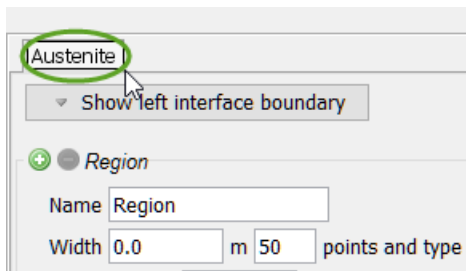 Austenite
Show left interface boundary
Region
Name Region
Width 0.0 m 50 points and type